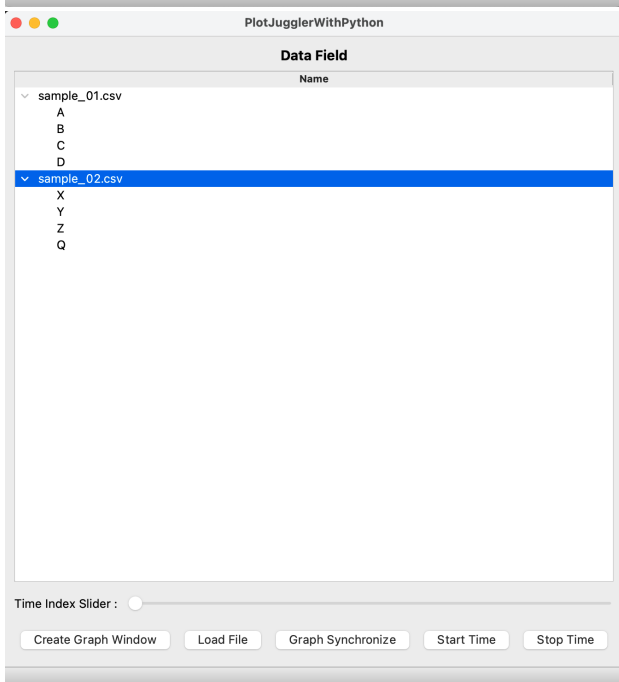 PlotJugglerWithPython
Data Field
Name
sample_01.csv
A
B
C
D
sample_02.csv
X
Y
Z
Q
Time Index Slider :
Create Graph Window Load File Graph Synchronize Start Time Stop Time